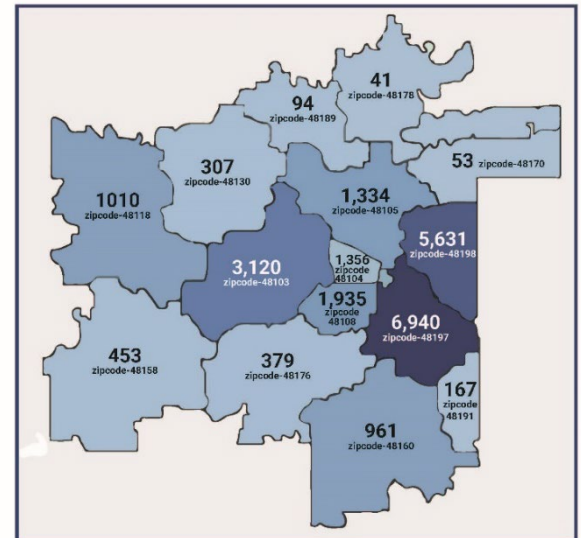 41
zipcode-48178
94
zipcode-48189
53 zipcode-48170
307
zipcode-48130
1010
zipcode-48118
1,334
zipcode-48105
5,631
zipcode-48198
3,120
zipcode-48103
1,356
zipcode
48104
1,935
zipcode
48108
6,940
zipcode-48197
453
zipcode-48158
379
zipcode-48176
167
zipcode
48191
961
zipcode-48160